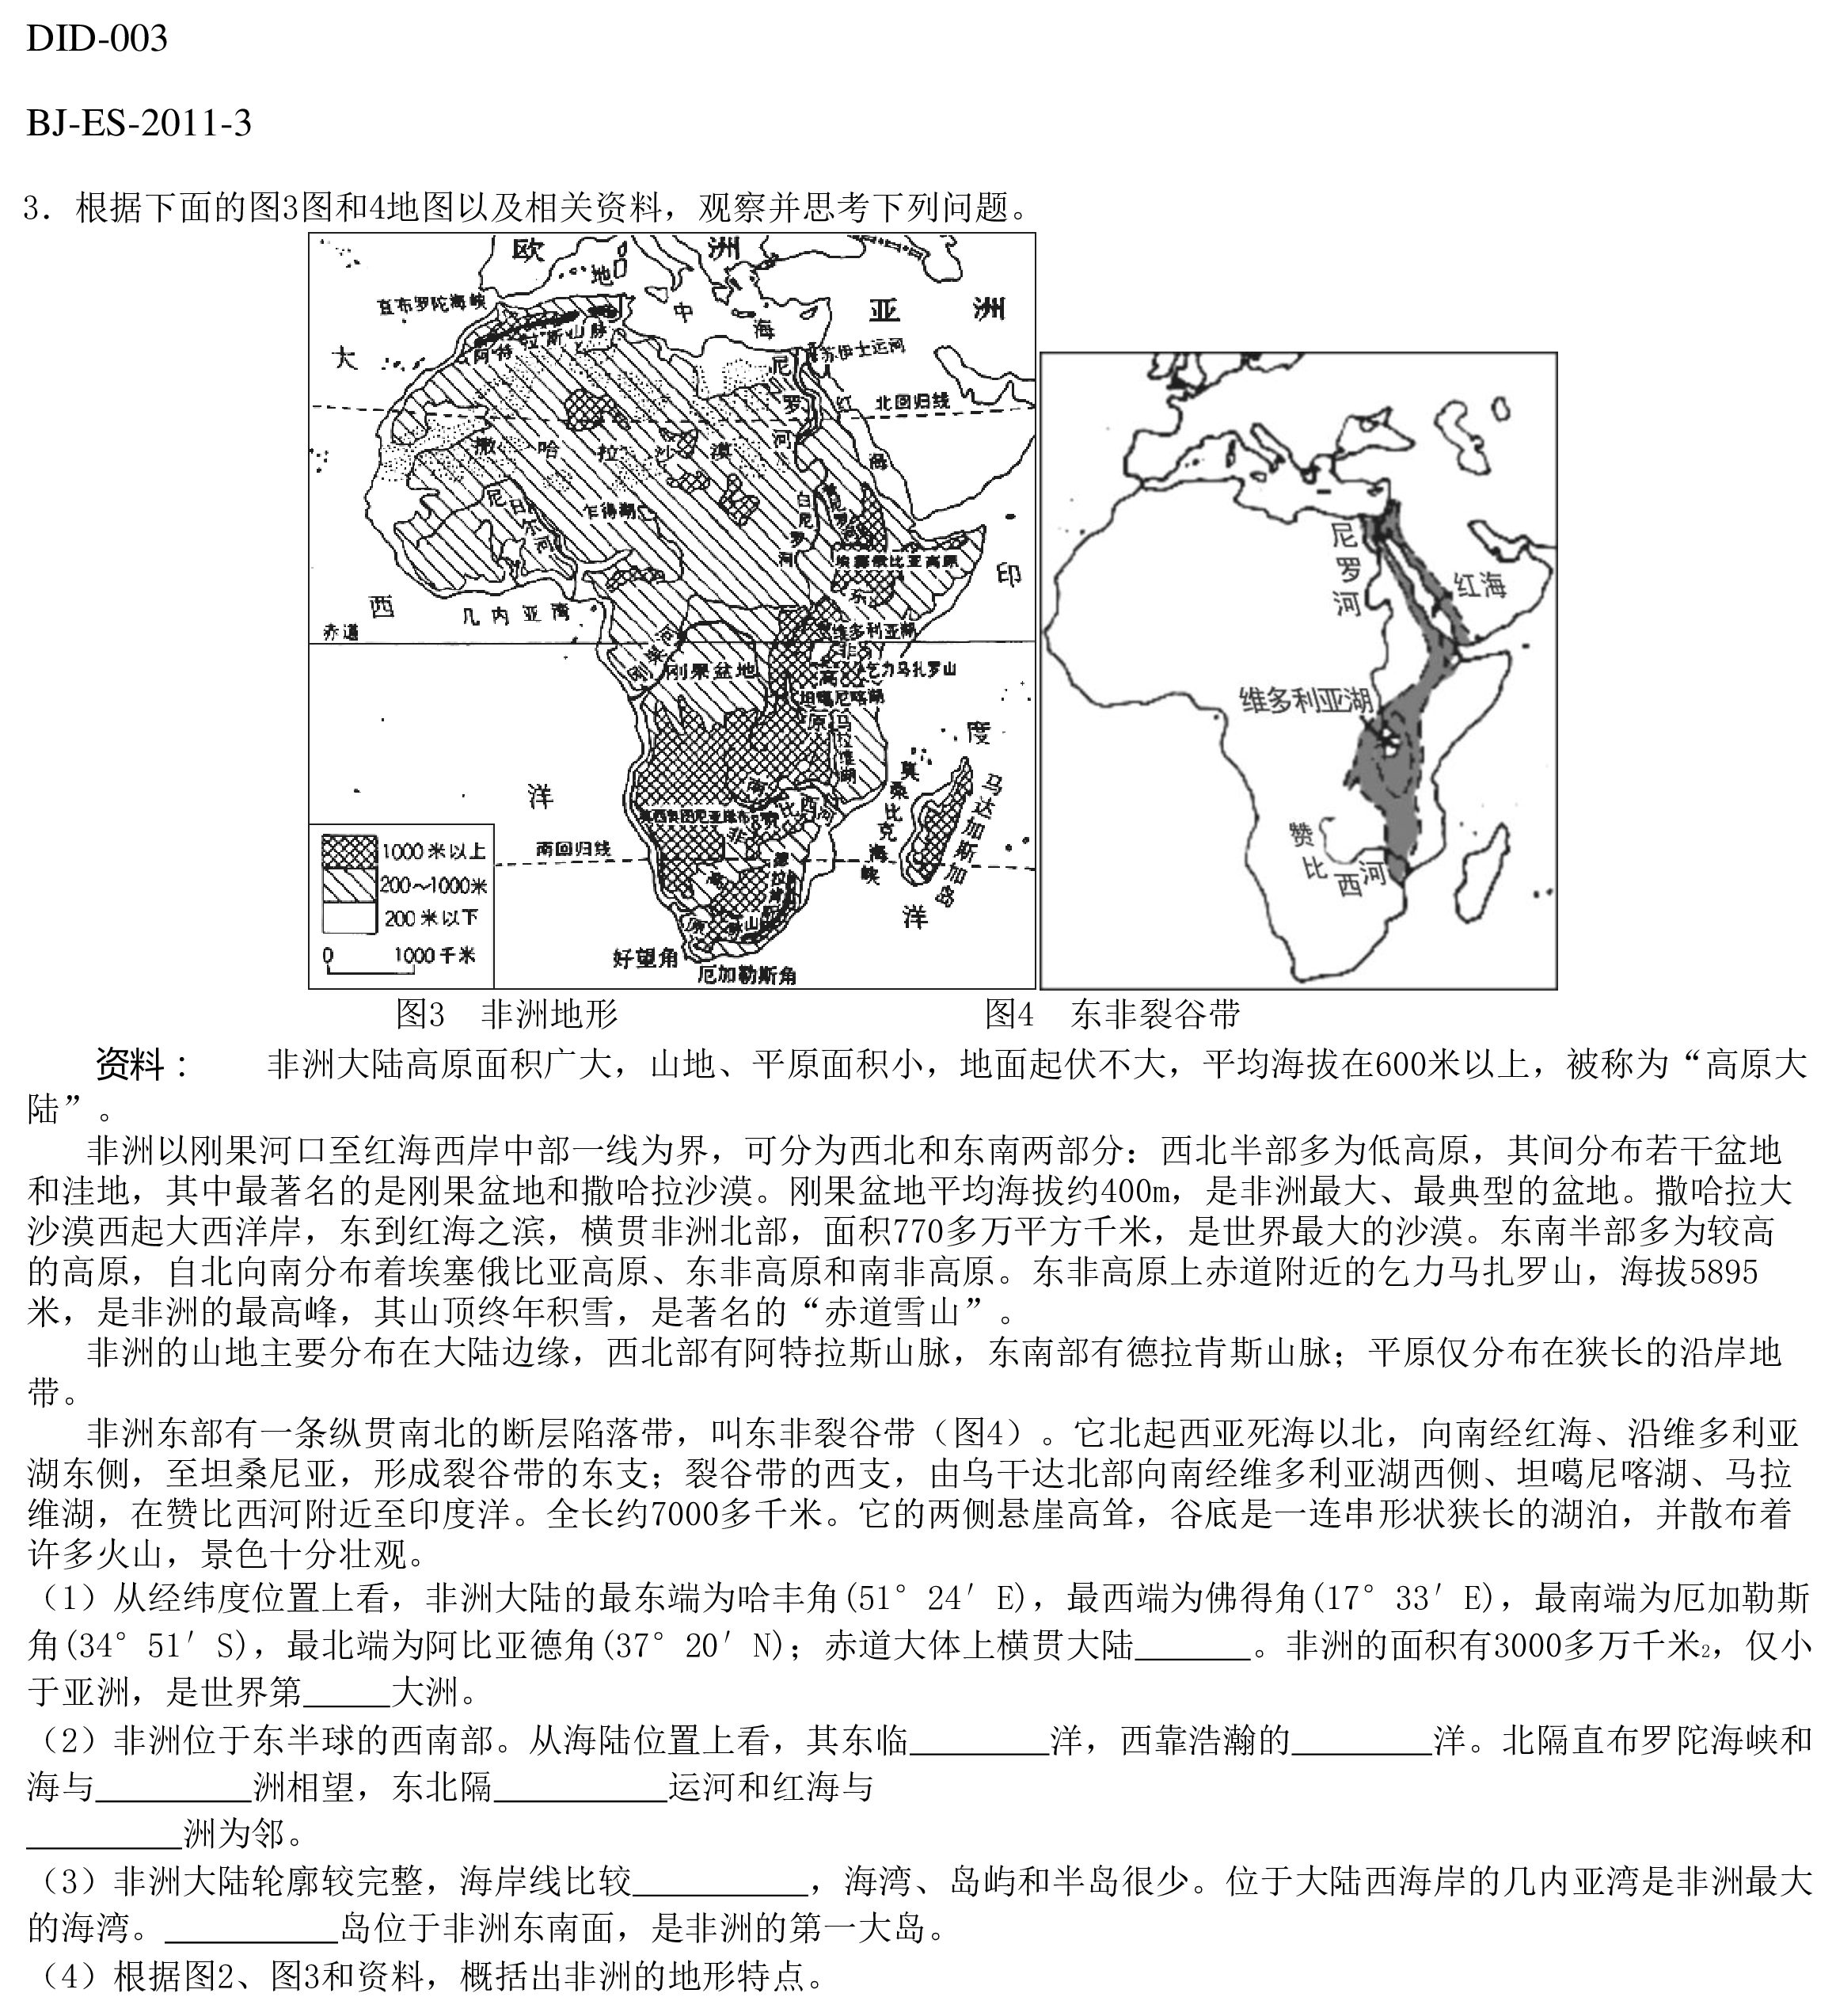 DID-003
BJ-ES-2011-3
3. 根据下面的图3图和4地图以及相关资料，观察并思考下列问题。
欧 洲
地
中
海
直布罗陀海峡
亚 洲
阿特拉斯山脉
大
苏伊士运河
尼
罗
河
红
海
北回归线
撒 哈 拉 沙 漠
尼日尔河
乍得湖
白尼罗河
埃塞俄比亚高原
印
西
几内亚湾
东
赤道
维多利亚湖
非
刚果河
刚果盆地
乞力马扎罗山
高
坦噶尼喀湖
原
马拉维湖
度
莫桑比克海峡
马达加斯加岛
洋
南
非
高
原
南回归线
洋
好望角
厄加勒斯角
1000米以上
200～1000米
200米以下
0 1000千米
尼罗河
红海
维多利亚湖
赞比西河
图3 非洲地形 图4 东非裂谷带
资料： 非洲大陆高原面积广大，山地、平原面积小，地面起伏不大，平均海拔在600米以上，被称为“高原大
陆”。
非洲以刚果河口至红海西岸中部一线为界，可分为西北和东南两部分：西北半部多为低高原，其间分布若干盆地
和洼地，其中最著名的是刚果盆地和撒哈拉沙漠。刚果盆地平均海拔约400m，是非洲最大、最典型的盆地。撒哈拉大
沙漠西起大西洋岸，东到红海之滨，横贯非洲北部，面积770多万平方千米，是世界最大的沙漠。东南半部多为较高
的高原，自北向南分布着埃塞俄比亚高原、东非高原和南非高原。东非高原上赤道附近的乞力马扎罗山，海拔5895
米，是非洲的最高峰，其山顶终年积雪，是著名的“赤道雪山”。
非洲的山地主要分布在大陆边缘，西北部有阿特拉斯山脉，东南部有德拉肯斯山脉；平原仅分布在狭长的沿岸地
带。
非洲东部有一条纵贯南北的断层陷落带，叫东非裂谷带（图4）。它北起西亚死海以北，向南经红海、沿维多利亚
湖东侧，至坦桑尼亚，形成裂谷带的东支；裂谷带的西支，由乌干达北部向南经维多利亚湖西侧、坦噶尼喀湖、马拉
维湖，在赞比西河附近至印度洋。全长约7000多千米。它的两侧悬崖高耸，谷底是一连串形状狭长的湖泊，并散布着
许多火山，景色十分壮观。
（1）从经纬度位置上看，非洲大陆的最东端为哈丰角(51°24′E)，最西端为佛得角(17°33′E)，最南端为厄加勒斯
角(34°51′S)，最北端为阿比亚德角(37°20′N)；赤道大体上横贯大陆______。非洲的面积有3000多万千米2，仅小
于亚洲，是世界第_____大洲。
（2）非洲位于东半球的西南部。从海陆位置上看，其东临________洋，西靠浩瀚的________洋。北隔直布罗陀海峡和
海与_________洲相望，东北隔__________运河和红海与
_________洲为邻。
（3）非洲大陆轮廓较完整，海岸线比较__________，海湾、岛屿和半岛很少。位于大陆西海岸的几内亚湾是非洲最大
的海湾。__________岛位于非洲东南面，是非洲的第一大岛。
（4）根据图2、图3和资料，概括出非洲的地形特点。